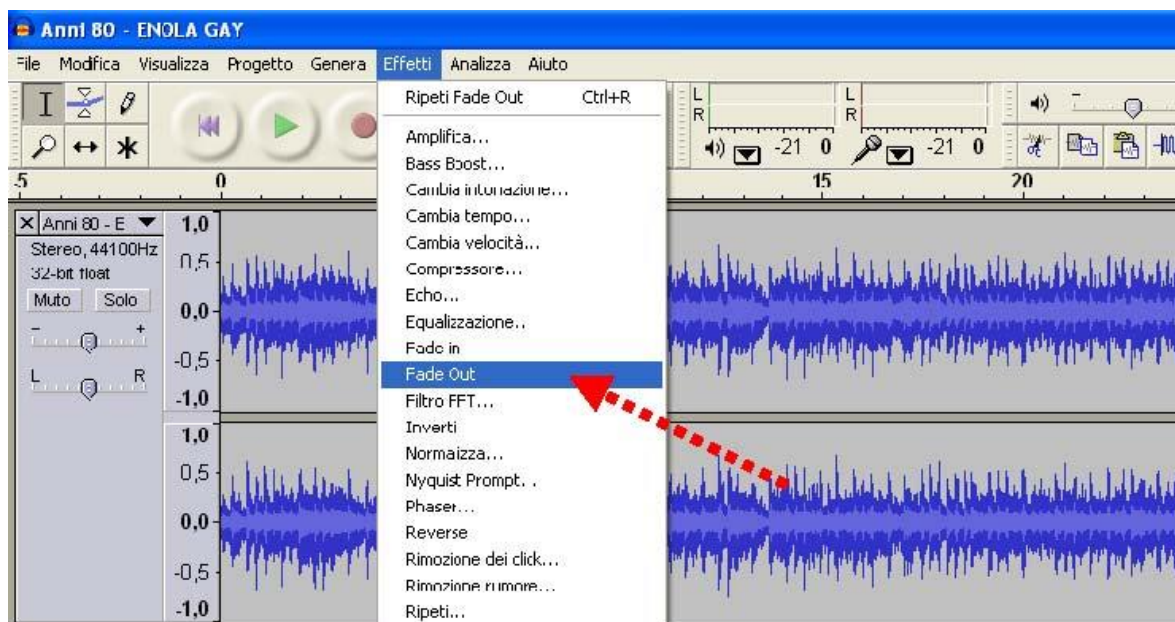 Anni 80 - ENOLA GAY
File Modifica Visualizza Progetto Genera Effetti Analizza Aiuto
Ripeti Fade Out Ctrl+R
Amplifica...
Bass Boost...
Cambia intonazione...
Cambia tempo...
Cambia velocità...
Compressore...
Echo...
Equalizzazione..
Fade in
Fade Out
Filtro FFT...
Inverti
Normaizza...
Nyquist Prompt. .
Phaser...
Reverse
Rimozione dei click...
Rimozione rumore...
Ripeti...
L
R
-21 0
L
R
-21 0
-5 0 15 20
X Anni 80 - E
Stereo, 44100Hz
32-bit float
Muto Solo
- +
L R
1,0
0,5
0,0
-0,5
-1,0
1,0
0,5
0,0
-0,5
-1,0